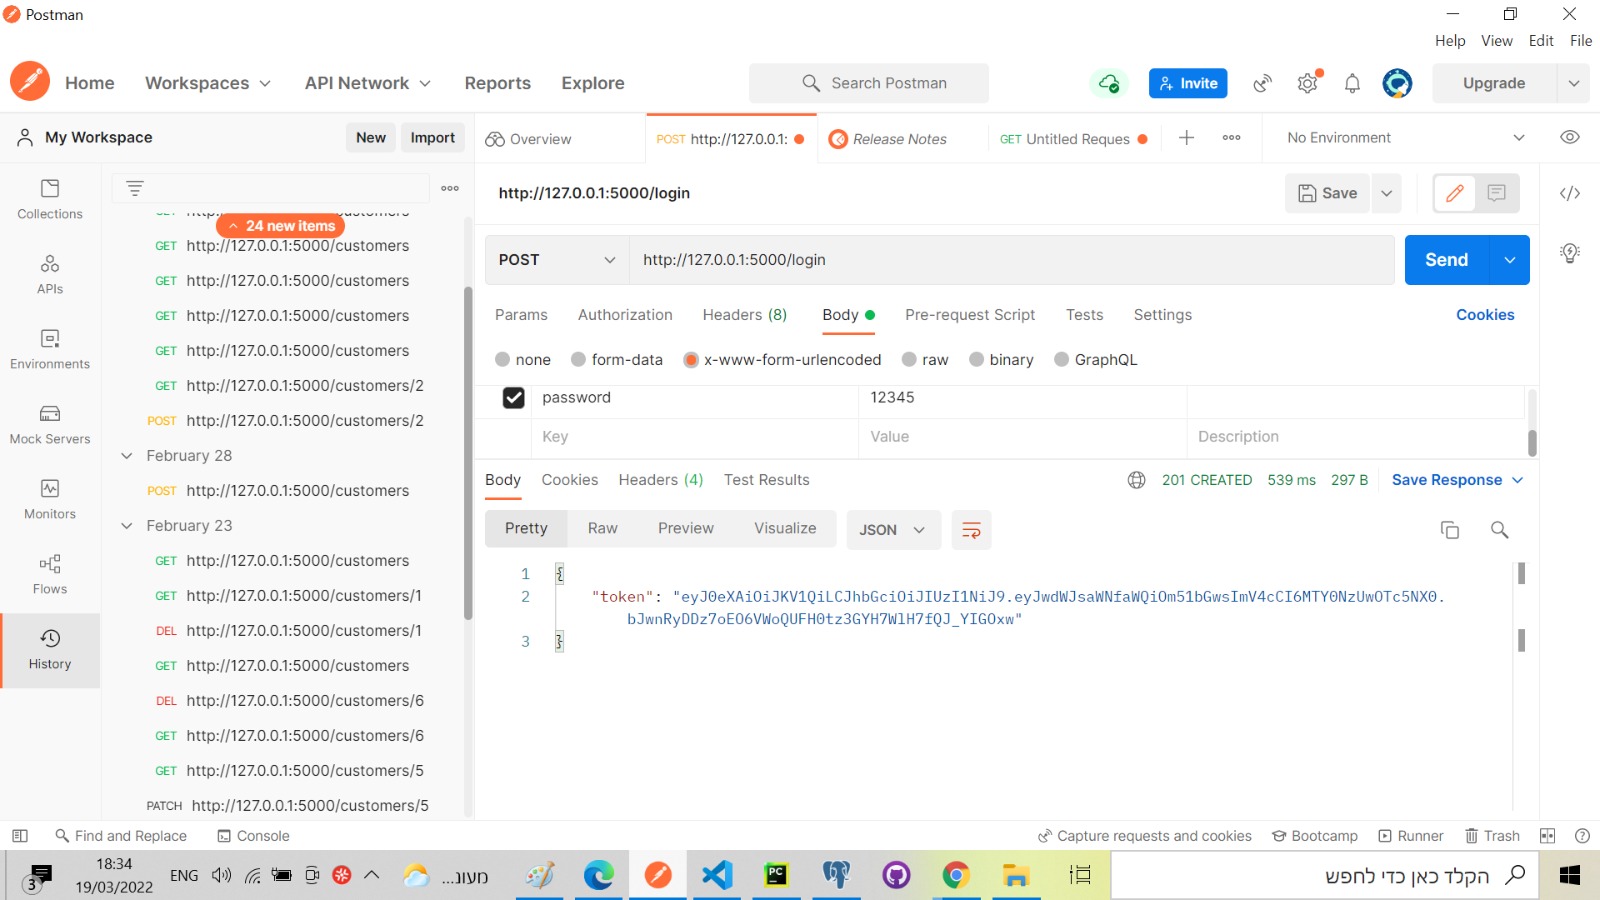 Postman
Help View Edit File
Home Workspaces API Network Reports Explore
Search Postman
Invite
Upgrade
My Workspace
New Import
Overview
POST http://127.0.0.1:
Release Notes
GET Untitled Reques
No Environment
Collections
APIs
Environments
Mock Servers
Monitors
Flows
History
24 new items
GET http://127.0.0.1:5000/customers
GET http://127.0.0.1:5000/customers
GET http://127.0.0.1:5000/customers
GET http://127.0.0.1:5000/customers
GET http://127.0.0.1:5000/customers/2
POST http://127.0.0.1:5000/customers/2
February 28
POST http://127.0.0.1:5000/customers
February 23
GET http://127.0.0.1:5000/customers
GET http://127.0.0.1:5000/customers/1
DEL http://127.0.0.1:5000/customers/1
GET http://127.0.0.1:5000/customers
DEL http://127.0.0.1:5000/customers/6
GET http://127.0.0.1:5000/customers/6
GET http://127.0.0.1:5000/customers/5
PATCH http://127.0.0.1:5000/customers/5
http://127.0.0.1:5000/login
Save
POST http://127.0.0.1:5000/login
Send
Params Authorization Headers (8) Body Pre-request Script Tests Settings
Cookies
none form-data x-www-form-urlencoded raw binary GraphQL
password 12345
Key Value Description
Body Cookies Headers (4) Test Results
201 CREATED 539 ms 297 B Save Response
Pretty Raw Preview Visualize JSON
1 {
2 "token": "eyJ0eXAiOiJKV1QiLCJhbGciOiJIUzI1NiJ9.eyJwdWJsaWNfaWQiOm51bGwsImV4cCI6MTY0NzUwOTc5NX0.
bJwnRyDDz7oEO6VWoQUFH0tz3GYH7WlH7fQJ_YIGOxw"
3 }
Find and Replace Console
Capture requests and cookies Bootcamp Runner Trash
3
18:34
19/03/2022
ENG
מעונ...
PC
הקלד כאן כדי לחפש